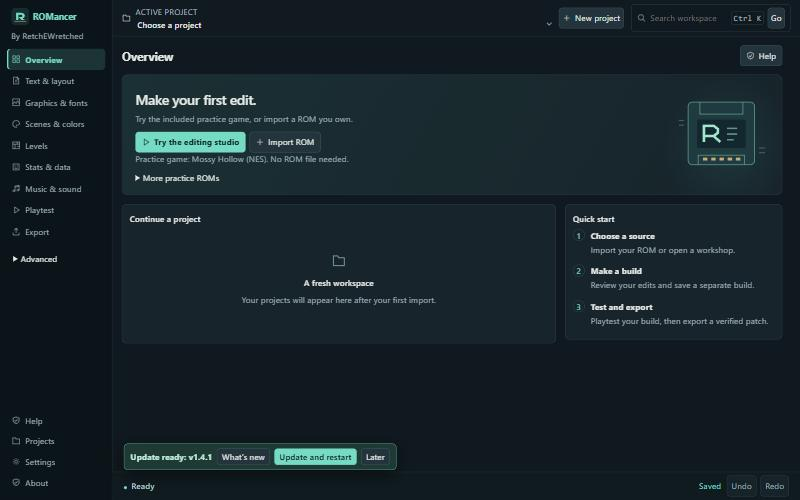 ROMancer
By RetchEWretched
Overview
Text & layout
Graphics & fonts
Scenes & colors
Levels
Stats & data
Music & sound
Playtest
Export
Advanced
Help
Projects
Settings
About
ACTIVE PROJECT
Choose a project
New project
Search workspace
Ctrl K
Go
Overview
Help
Make your first edit.
Try the included practice game, or import a ROM you own.
Try the editing studio
Import ROM
Practice game: Mossy Hollow (NES). No ROM file needed.
More practice ROMs
R
Continue a project
A fresh workspace
Your projects will appear here after your first import.
Quick start
1 Choose a source
Import your ROM or open a workshop.
2 Make a build
Review your edits and save a separate build.
3 Test and export
Playtest your build, then export a verified patch.
Update ready: v1.4.1
What's new
Update and restart
Later
Ready
Saved
Undo
Redo